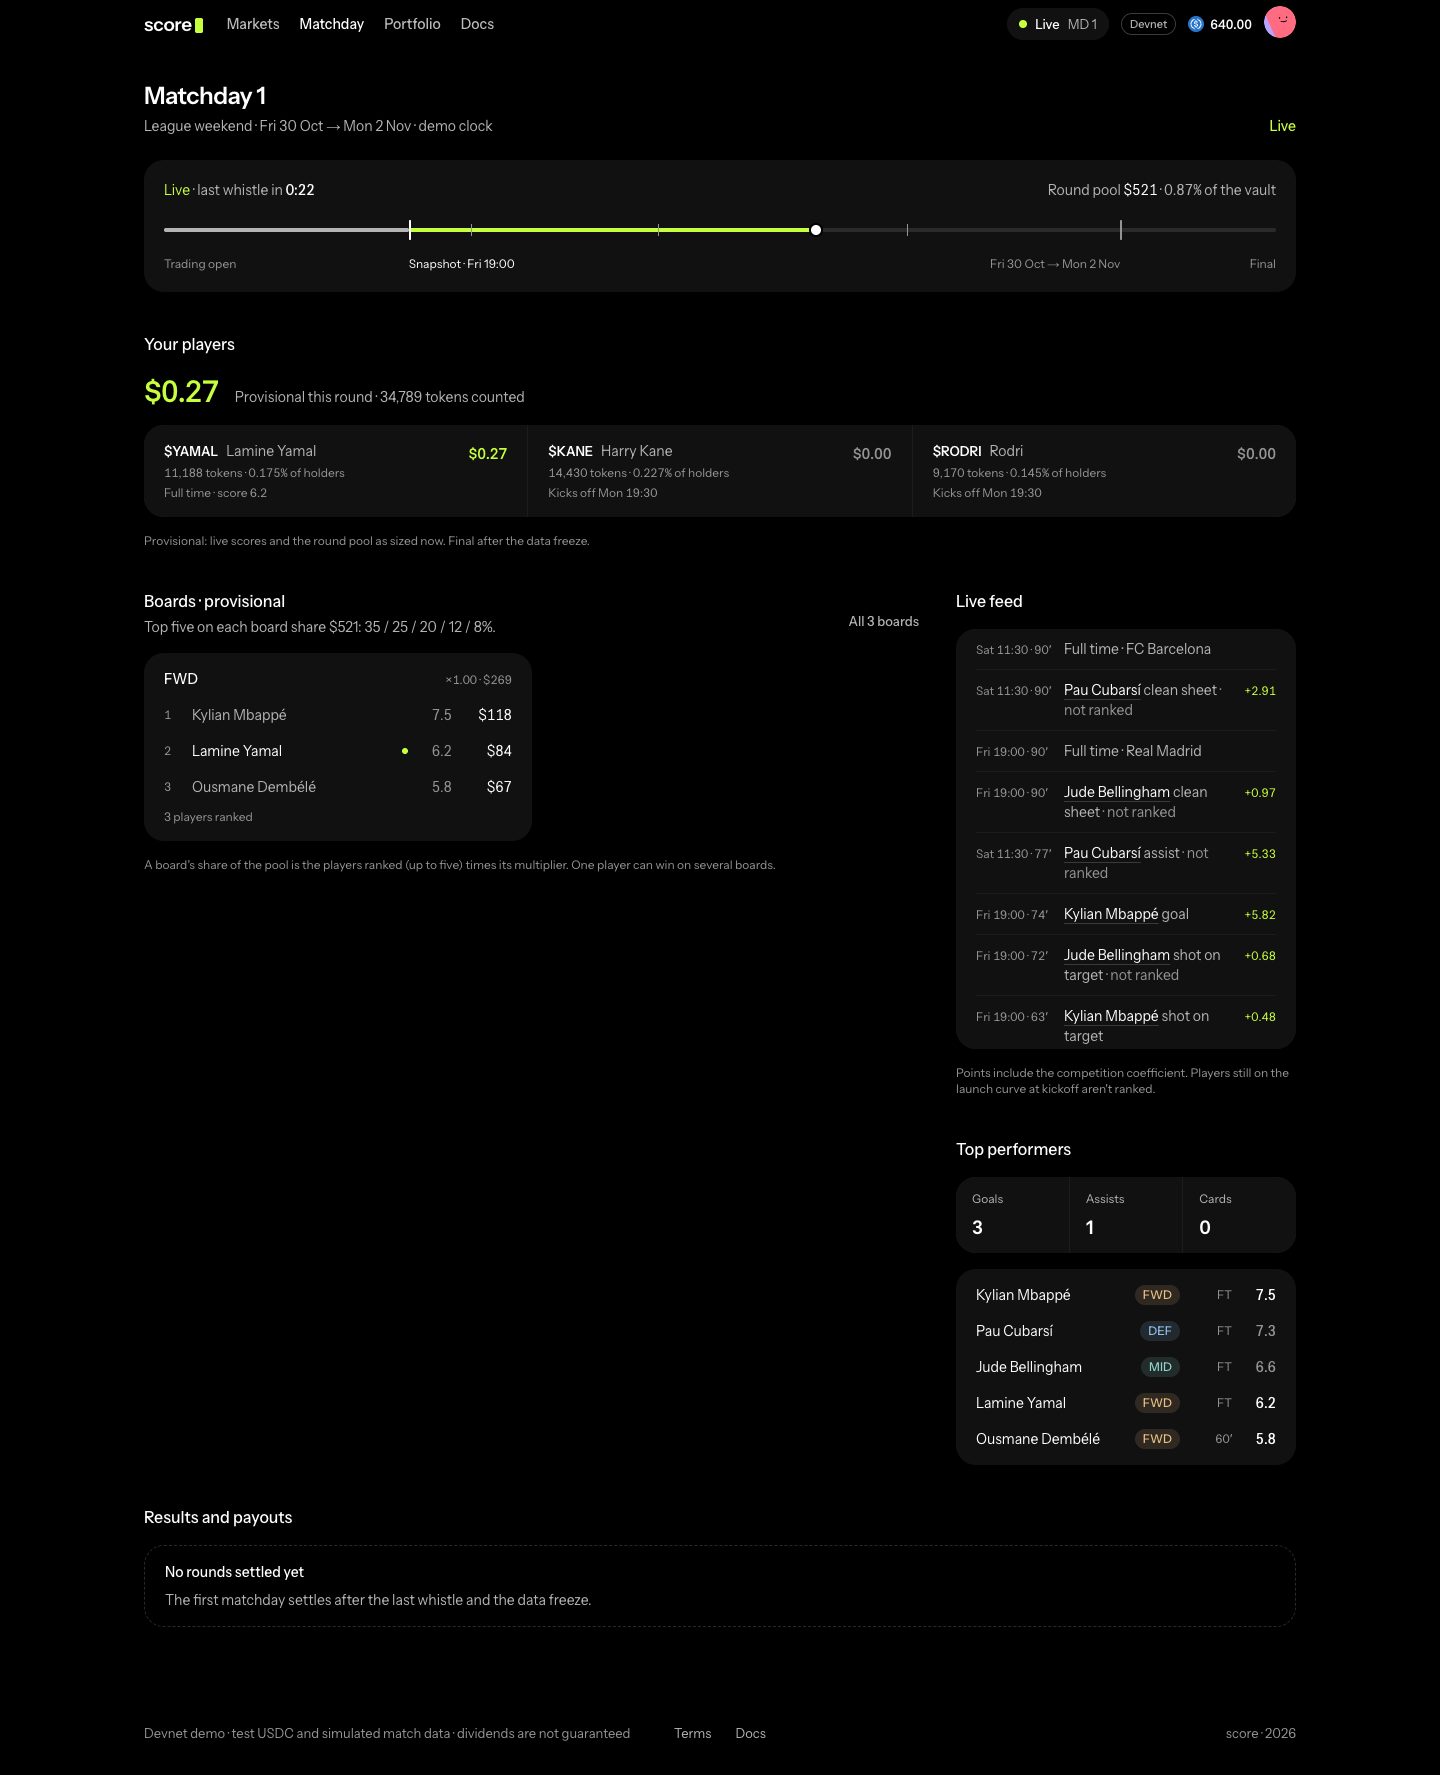 score
Markets
Matchday
Portfolio
Docs
Live MD 1
Devnet
640.00
Matchday 1
League weekend · Fri 30 Oct → Mon 2 Nov · demo clock
Live
Live · last whistle in 0:22
Round pool $521 · 0.87% of the vault
Trading open
Snapshot · Fri 19:00
Fri 30 Oct → Mon 2 Nov
Final
Your players
$0.27 Provisional this round · 34,789 tokens counted
$YAMAL Lamine Yamal
$0.27
11,188 tokens · 0.175% of holders
Full time · score 6.2
$KANE Harry Kane
$0.00
14,430 tokens · 0.227% of holders
Kicks off Mon 19:30
$RODRI Rodri
$0.00
9,170 tokens · 0.145% of holders
Kicks off Mon 19:30
Provisional: live scores and the round pool as sized now. Final after the data freeze.
Boards · provisional
Top five on each board share $521: 35 / 25 / 20 / 12 / 8%.
All 3 boards
FWD ×1.00 · $269
1 Kylian Mbappé 7.5 $118
2 Lamine Yamal 6.2 $84
3 Ousmane Dembélé 5.8 $67
3 players ranked
A board's share of the pool is the players ranked (up to five) times its multiplier. One player can win on several boards.
Live feed
Sat 11:30 · 90′ Full time · FC Barcelona
Sat 11:30 · 90′ Pau Cubarsí clean sheet · +2.91
not ranked
Fri 19:00 · 90′ Full time · Real Madrid
Fri 19:00 · 90′ Jude Bellingham clean +0.97
sheet · not ranked
Sat 11:30 · 77′ Pau Cubarsí assist · not +5.33
ranked
Fri 19:00 · 74′ Kylian Mbappé goal +5.82
Fri 19:00 · 72′ Jude Bellingham shot on +0.68
target · not ranked
Fri 19:00 · 63′ Kylian Mbappé shot on +0.48
target
Points include the competition coefficient. Players still on the
launch curve at kickoff aren't ranked.
Top performers
Goals Assists Cards
3 1 0
Kylian Mbappé FWD FT 7.5
Pau Cubarsí DEF FT 7.3
Jude Bellingham MID FT 6.6
Lamine Yamal FWD FT 6.2
Ousmane Dembélé FWD 60′ 5.8
Results and payouts
No rounds settled yet
The first matchday settles after the last whistle and the data freeze.
Devnet demo · test USDC and simulated match data · dividends are not guaranteed
Terms
Docs
score · 2026